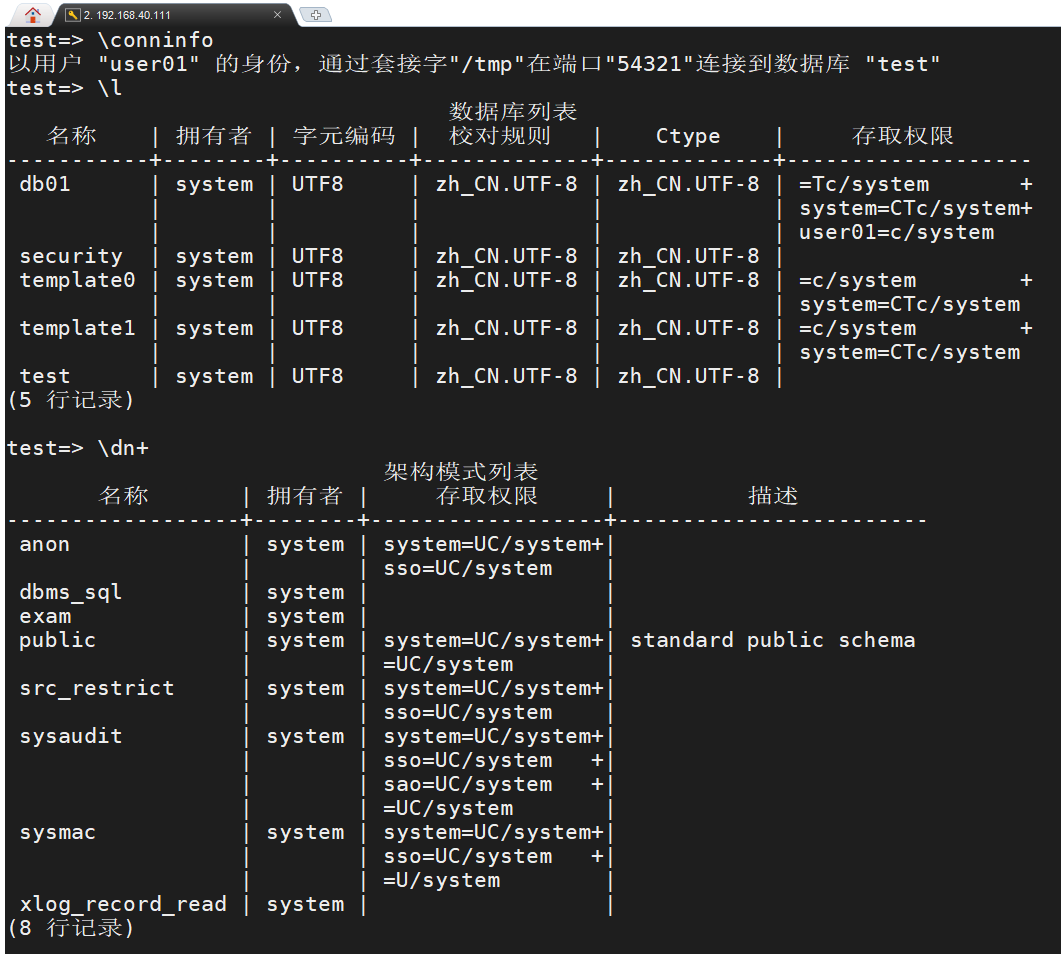 2. 192.168.40.111
test=> \conninfo
以用户 "user01" 的身份，通过套接字"/tmp"在端口"54321"连接到数据库 "test"
test=> \l
                                   数据库列表
   名称    | 拥有者 | 字元编码 |  校对规则   |    Ctype    |     存取权限
-----------+--------+----------+-------------+-------------+-------------------
 db01      | system | UTF8     | zh_CN.UTF-8 | zh_CN.UTF-8 | =Tc/system       +
           |        |          |             |             | system=CTc/system+
           |        |          |             |             | user01=c/system
 security  | system | UTF8     | zh_CN.UTF-8 | zh_CN.UTF-8 |
 template0 | system | UTF8     | zh_CN.UTF-8 | zh_CN.UTF-8 | =c/system        +
           |        |          |             |             | system=CTc/system
 template1 | system | UTF8     | zh_CN.UTF-8 | zh_CN.UTF-8 | =c/system        +
           |        |          |             |             | system=CTc/system
 test      | system | UTF8     | zh_CN.UTF-8 | zh_CN.UTF-8 |
(5 行记录)
test=> \dn+
                             架构模式列表
       名称       | 拥有者 |     存取权限     |          描述
------------------+--------+------------------+------------------------
 anon             | system | system=UC/system+|
                  |        | sso=UC/system    |
 dbms_sql         | system |                  |
 exam             | system |                  |
 public           | system | system=UC/system+| standard public schema
                  |        | =UC/system       |
 src_restrict     | system | system=UC/system+|
                  |        | sso=UC/system    |
 sysaudit         | system | system=UC/system+|
                  |        | sso=UC/system   +|
                  |        | sao=UC/system   +|
                  |        | =UC/system       |
 sysmac           | system | system=UC/system+|
                  |        | sso=UC/system   +|
                  |        | =U/system        |
 xlog_record_read | system |                  |
(8 行记录)